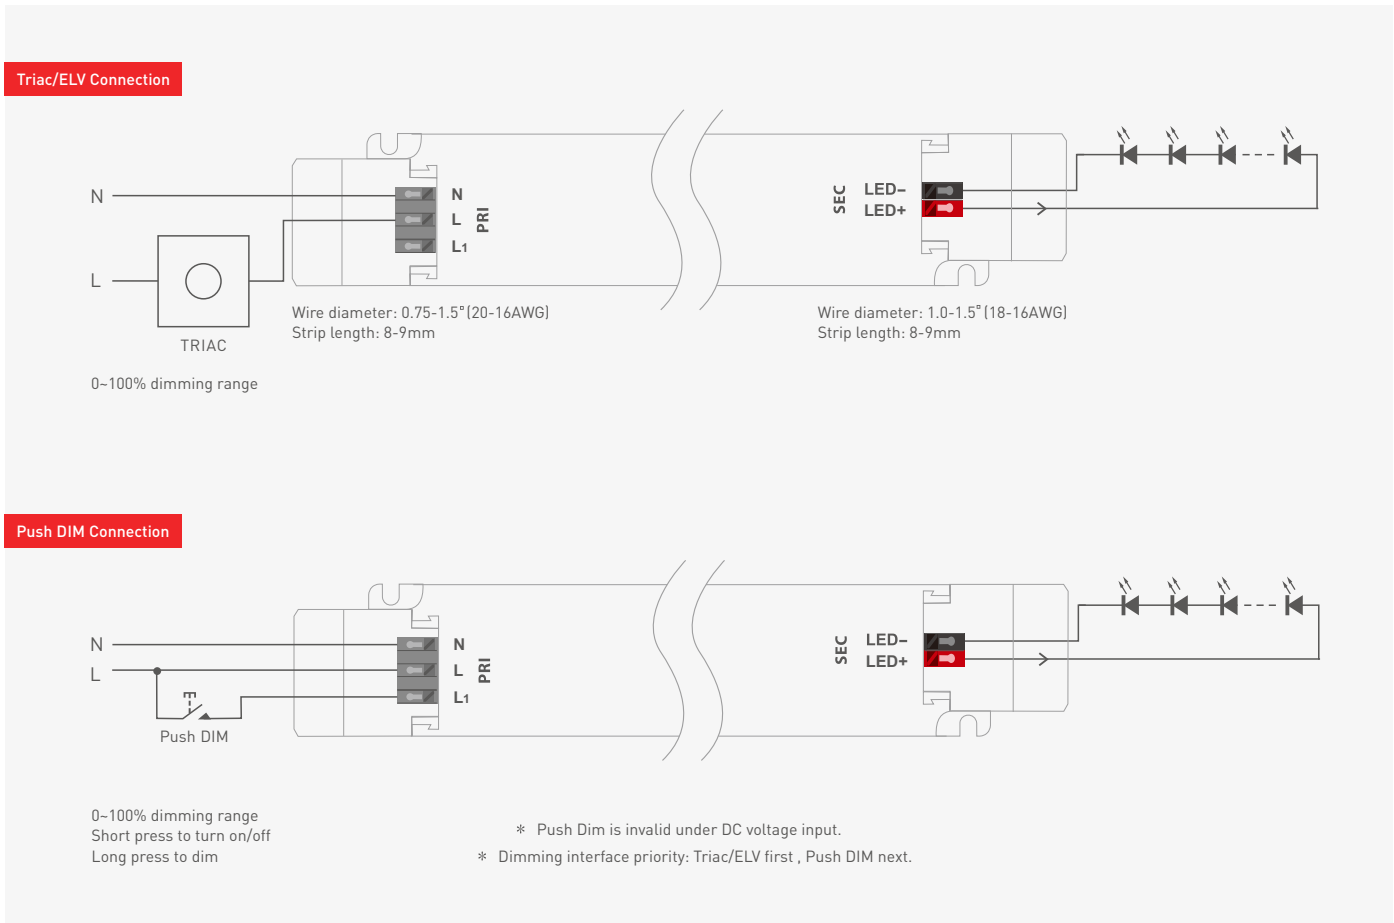 Triac/ELV Connection
N
L
TRIAC
0~100% dimming range
N
L
L1
PRI
Wire diameter: 0.75-1.5▫(20-16AWG)
Strip length: 8-9mm
SEC
LED-
LED+
Wire diameter: 1.0-1.5▫(18-16AWG)
Strip length: 8-9mm
Push DIM Connection
N
L
Push DIM
N
L
L1
PRI
SEC
LED-
LED+
0~100% dimming range
Short press to turn on/off
Long press to dim
* Push Dim is invalid under DC voltage input.
* Dimming interface priority: Triac/ELV first , Push DIM next.